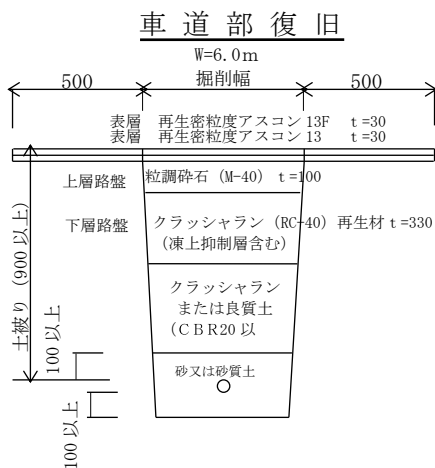 車道部復旧
W=6.0m
500 掘削幅 500
表層 再生密粒度アスコン 13F t=30
表層 再生密粒度アスコン 13 t=30
上層路盤 粒調砕石 (M-40) t=100
下層路盤 クラッシャラン (RC-40) 再生材 t=330
(凍上抑制層含む)
クラッシャラン
または良質土
(CBR20 以
砂又は砂質土
土被り (900 以上)
100 以上
100 以上